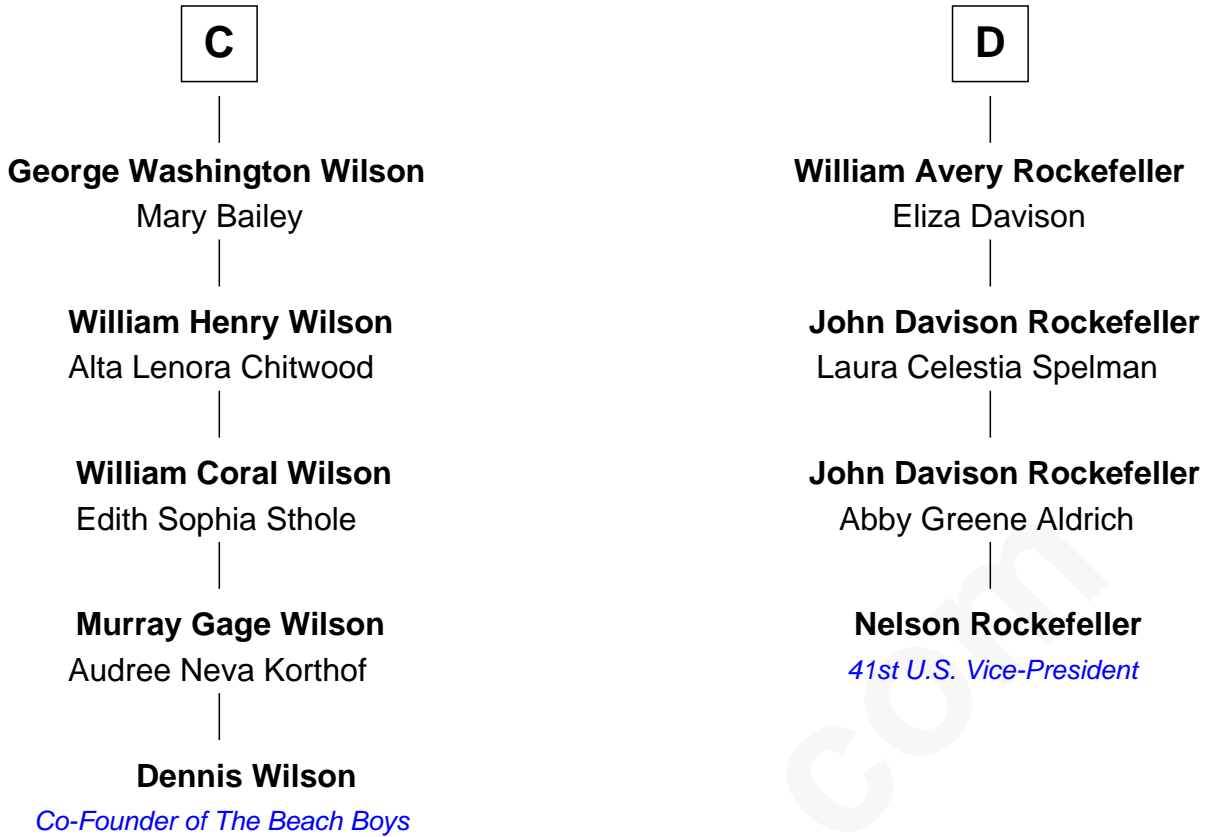 C
George Washington Wilson
Mary Bailey
William Henry Wilson
Alta Lenora Chitwood
William Coral Wilson
Edith Sophia Sthole
Murray Gage Wilson
Audree Neva Korthof
Dennis Wilson
Co-Founder of The Beach Boys
D
William Avery Rockefeller
Eliza Davison
John Davison Rockefeller
Laura Celestia Spelman
John Davison Rockefeller
Abby Greene Aldrich
Nelson Rockefeller
41st U.S. Vice-President
com